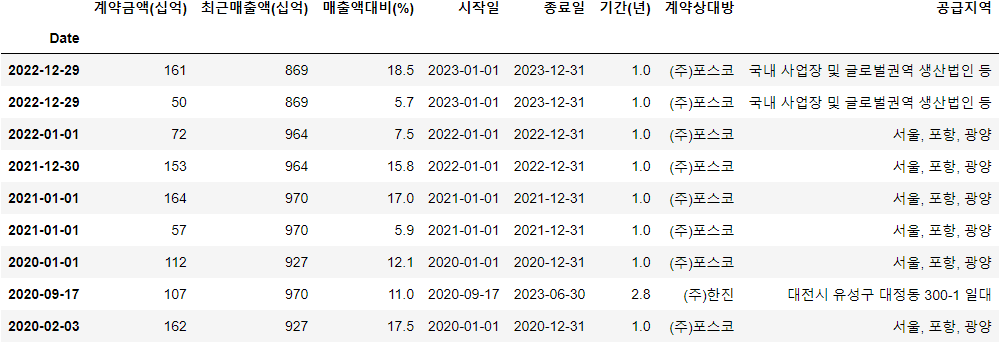 계약금액(십억) 최근매출액(십억) 매출액대비(%) 시작일 종료일 기간(년) 계약상대방 공급지역
Date
2022-12-29 161 869 18.5 2023-01-01 2023-12-31 1.0 (주)포스코 국내 사업장 및 글로벌권역 생산법인 등
2022-12-29 50 869 5.7 2023-01-01 2023-12-31 1.0 (주)포스코 국내 사업장 및 글로벌권역 생산법인 등
2022-01-01 72 964 7.5 2022-01-01 2022-12-31 1.0 (주)포스코 서울, 포항, 광양
2021-12-30 153 964 15.8 2022-01-01 2022-12-31 1.0 (주)포스코 서울, 포항, 광양
2021-01-01 164 970 17.0 2021-01-01 2021-12-31 1.0 (주)포스코 서울, 포항, 광양
2021-01-01 57 970 5.9 2021-01-01 2021-12-31 1.0 (주)포스코 서울, 포항, 광양
2020-01-01 112 927 12.1 2020-01-01 2020-12-31 1.0 (주)포스코 서울, 포항, 광양
2020-09-17 107 970 11.0 2020-09-17 2023-06-30 2.8 (주)한진 대전시 유성구 대정동 300-1 일대
2020-02-03 162 927 17.5 2020-01-01 2020-12-31 1.0 (주)포스코 서울, 포항, 광양